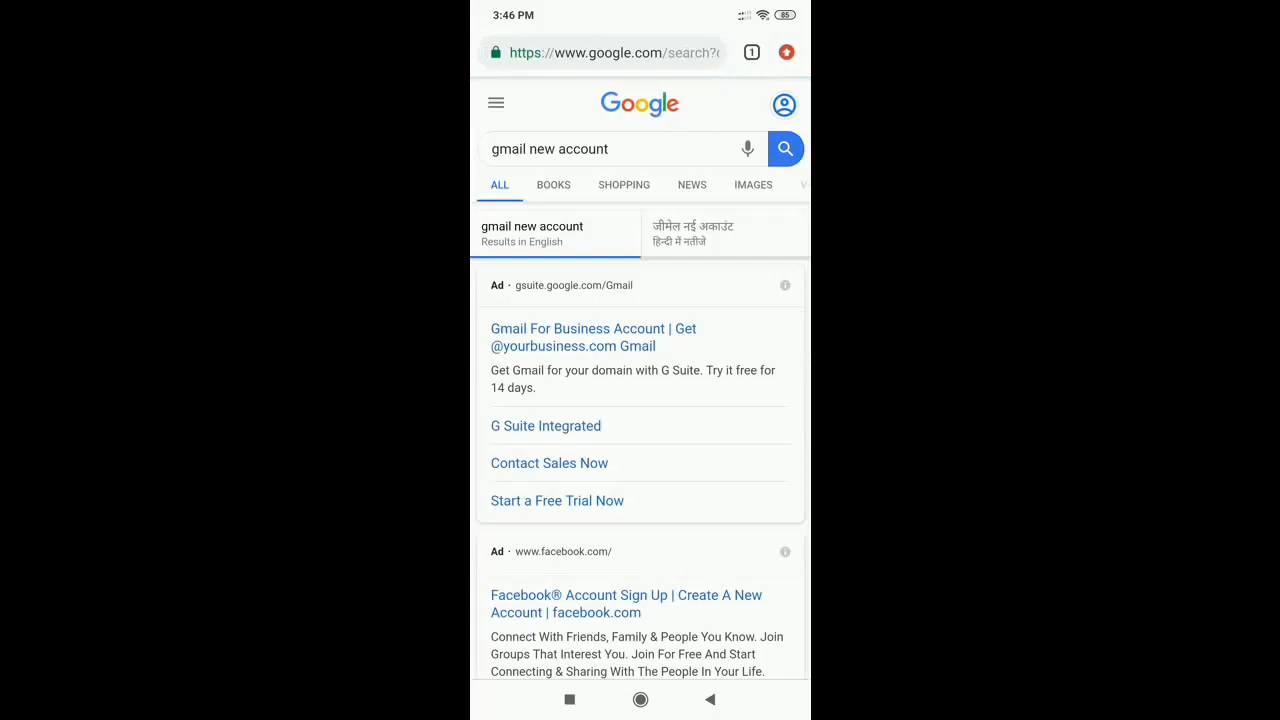 3:46 PM
85
https://www.google.com/search?
1
Google
gmail new account
ALL BOOKS SHOPPING NEWS IMAGES
gmail new account
Results in English
जीमेल नई अकाउंट
हिन्दी में नतीजे
Ad · gsuite.google.com/Gmail
Gmail For Business Account | Get
@yourbusiness.com Gmail
Get Gmail for your domain with G Suite. Try it free for
14 days.
G Suite Integrated
Contact Sales Now
Start a Free Trial Now
Ad · www.facebook.com/
Facebook® Account Sign Up | Create A New
Account | facebook.com
Connect With Friends, Family & People You Know. Join
Groups That Interest You. Join For Free And Start
Connecting & Sharing With The People In Your Life.